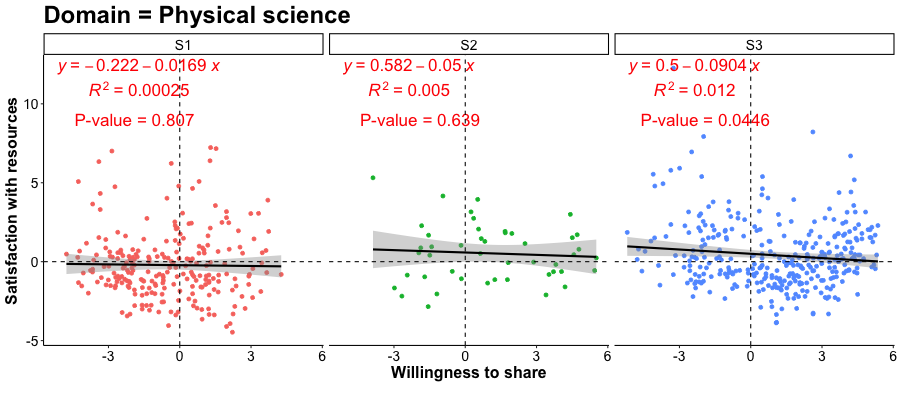 Domain = Physical science
S1
S2
S3
y = −0.222 − 0.0169 x
R² = 0.00025
P-value = 0.807
y = 0.582 − 0.05 x
R² = 0.005
P-value = 0.639
y = 0.5 − 0.0904 x
R² = 0.012
P-value = 0.0446
Satisfaction with resources
10
5
0
-5
-3 0 3 6
-3 0 3 6
-3 0 3 6
Willingness to share